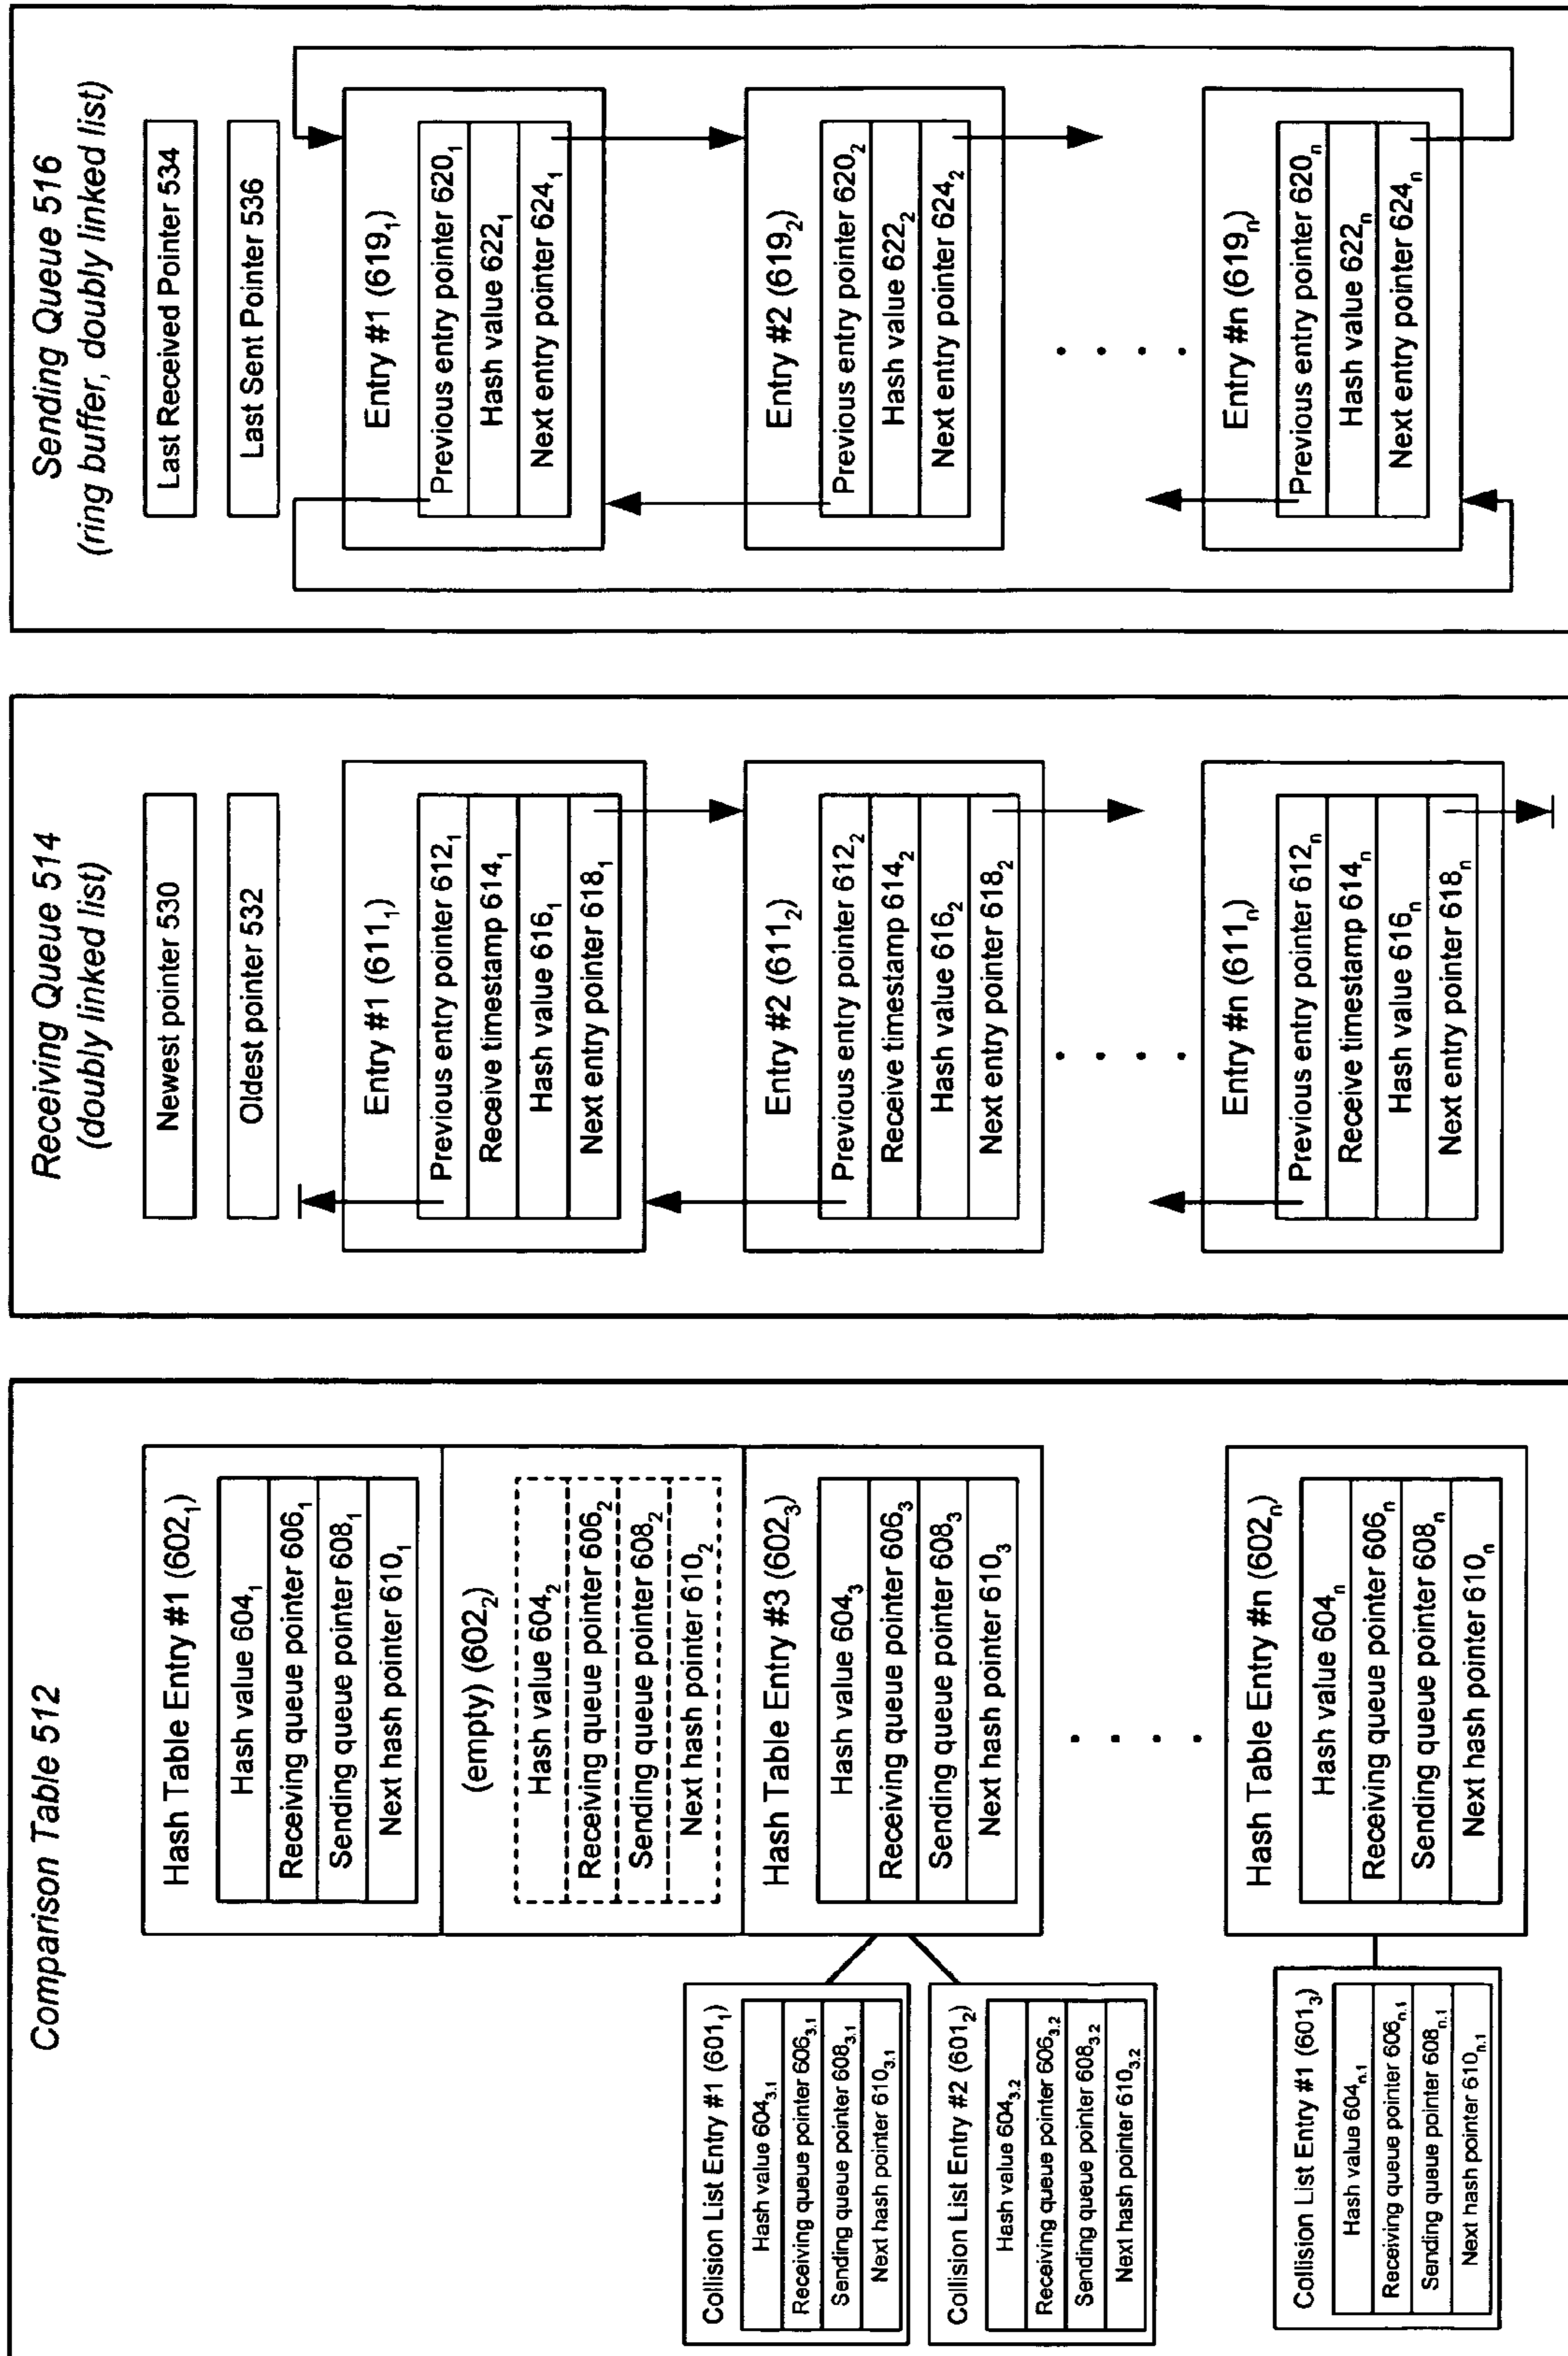 Comparison Table 512
Hash Table Entry #1 (602₁)
Hash value 604₁
Receiving queue pointer 606₁
Sending queue pointer 608₁
Next hash pointer 610₁
(empty) (602₂)
Hash value 604₂
Receiving queue pointer 606₂
Sending queue pointer 608₂
Next hash pointer 610₂
Hash Table Entry #3 (602₃)
Hash value 604₃
Receiving queue pointer 606₃
Sending queue pointer 608₃
Next hash pointer 610₃
. . . .
Hash Table Entry #n (602ₙ)
Hash value 604ₙ
Receiving queue pointer 606ₙ
Sending queue pointer 608ₙ
Next hash pointer 610ₙ
Collision List Entry #1 (601₁)
Hash value 604₃.₁
Receiving queue pointer 606₃.₁
Sending queue pointer 608₃.₁
Next hash pointer 610₃.₁
Collision List Entry #2 (601₂)
Hash value 604₃.₂
Receiving queue pointer 606₃.₂
Sending queue pointer 608₃.₂
Next hash pointer 610₃.₂
Collision List Entry #1 (601₃)
Hash value 604ₙ.₁
Receiving queue pointer 606ₙ.₁
Sending queue pointer 608ₙ.₁
Next hash pointer 610ₙ.₁
Receiving Queue 514
(doubly linked list)
Newest pointer 530
Oldest pointer 532
Entry #1 (611₁)
Previous entry pointer 612₁
Receive timestamp 614₁
Hash value 616₁
Next entry pointer 618₁
Entry #2 (611₂)
Previous entry pointer 612₂
Receive timestamp 614₂
Hash value 616₂
Next entry pointer 618₂
. . . .
Entry #n (611ₙ)
Previous entry pointer 612ₙ
Receive timestamp 614ₙ
Hash value 616ₙ
Next entry pointer 618ₙ
Sending Queue 516
(ring buffer, doubly linked list)
Last Received Pointer 534
Last Sent Pointer 536
Entry #1 (619₁)
Previous entry pointer 620₁
Hash value 622₁
Next entry pointer 624₁
Entry #2 (619₂)
Previous entry pointer 620₂
Hash value 622₂
Next entry pointer 624₂
. . . .
Entry #n (619ₙ)
Previous entry pointer 620ₙ
Hash value 622ₙ
Next entry pointer 624ₙ